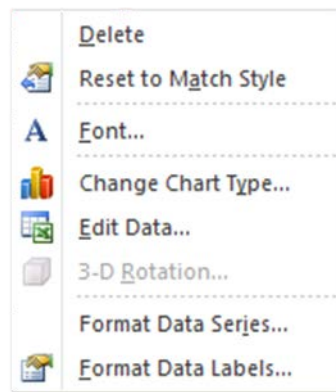 Delete
Reset to Match Style
Font...
Change Chart Type...
Edit Data...
3-D Rotation...
Format Data Series...
Format Data Labels...